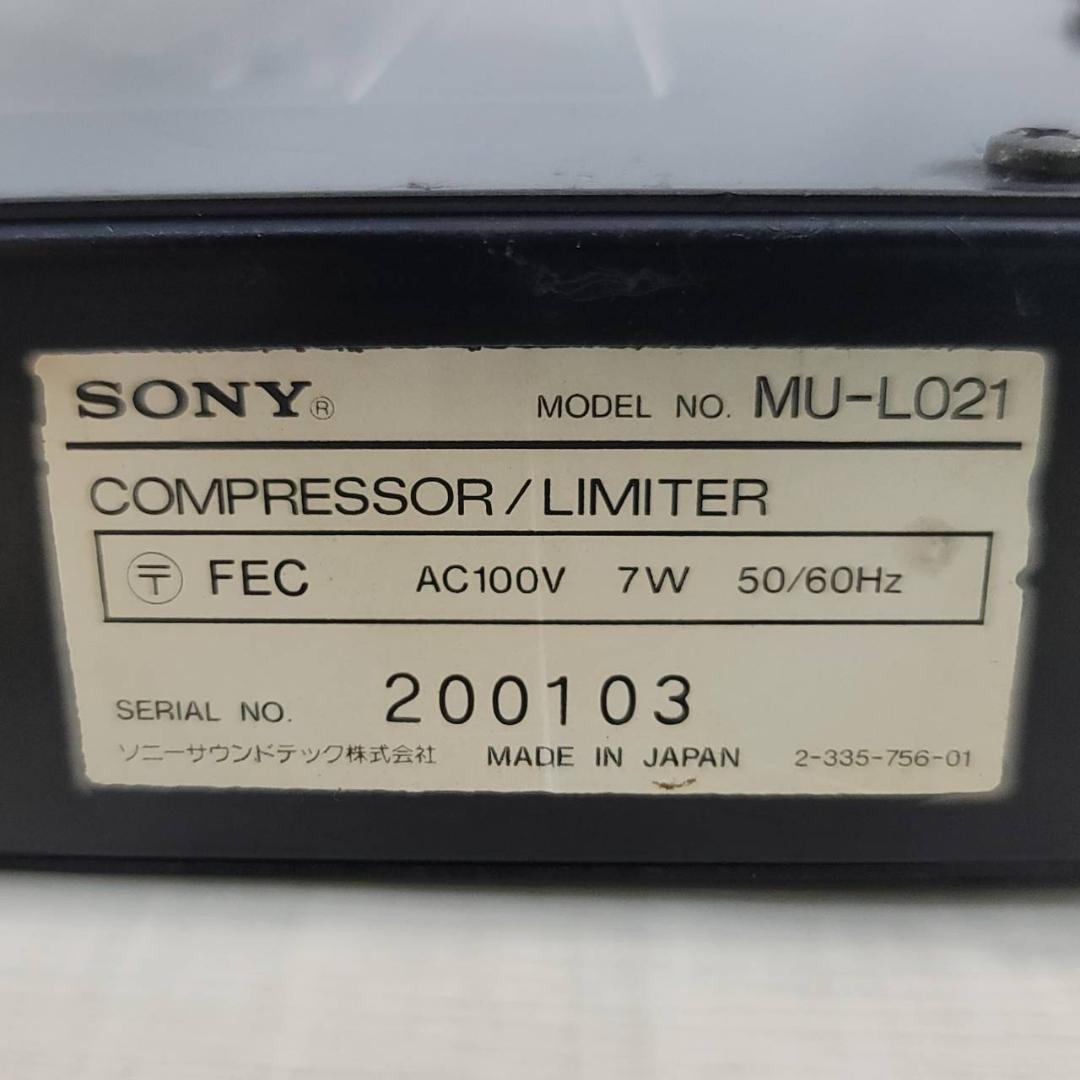 SONY® MODEL NO. MU-L021
COMPRESSOR/LIMITER
〶 FEC AC100V 7W 50/60Hz
SERIAL NO. 200103
ソニーサウンドテック株式会社 MADE IN JAPAN 2-335-756-01